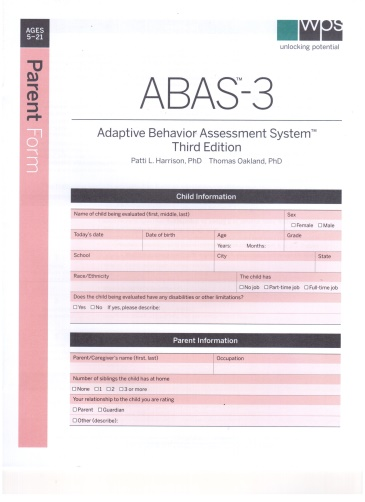 AGES
5-21
Parent Form
wps
unlocking potential
ABAS™-3
Adaptive Behavior Assessment System™
Third Edition
Patti L. Harrison, PhD Thomas Oakland, PhD
Child Information
Name of child being evaluated (first, middle, last) Sex
☐ Female ☐ Male
Today's date Date of birth Age Grade
Years: Months:
School City State
Race/Ethnicity The child has
☐ No job ☐ Part-time job ☐ Full-time job
Does the child being evaluated have any disabilities or other limitations?
☐ Yes ☐ No If yes, please describe:
Parent Information
Parent/Caregiver's name (first, last) Occupation
Number of siblings the child has at home
☐ None ☐ 1 ☐ 2 ☐ 3 or more
Your relationship to the child you are rating
☐ Parent ☐ Guardian
☐ Other (describe):